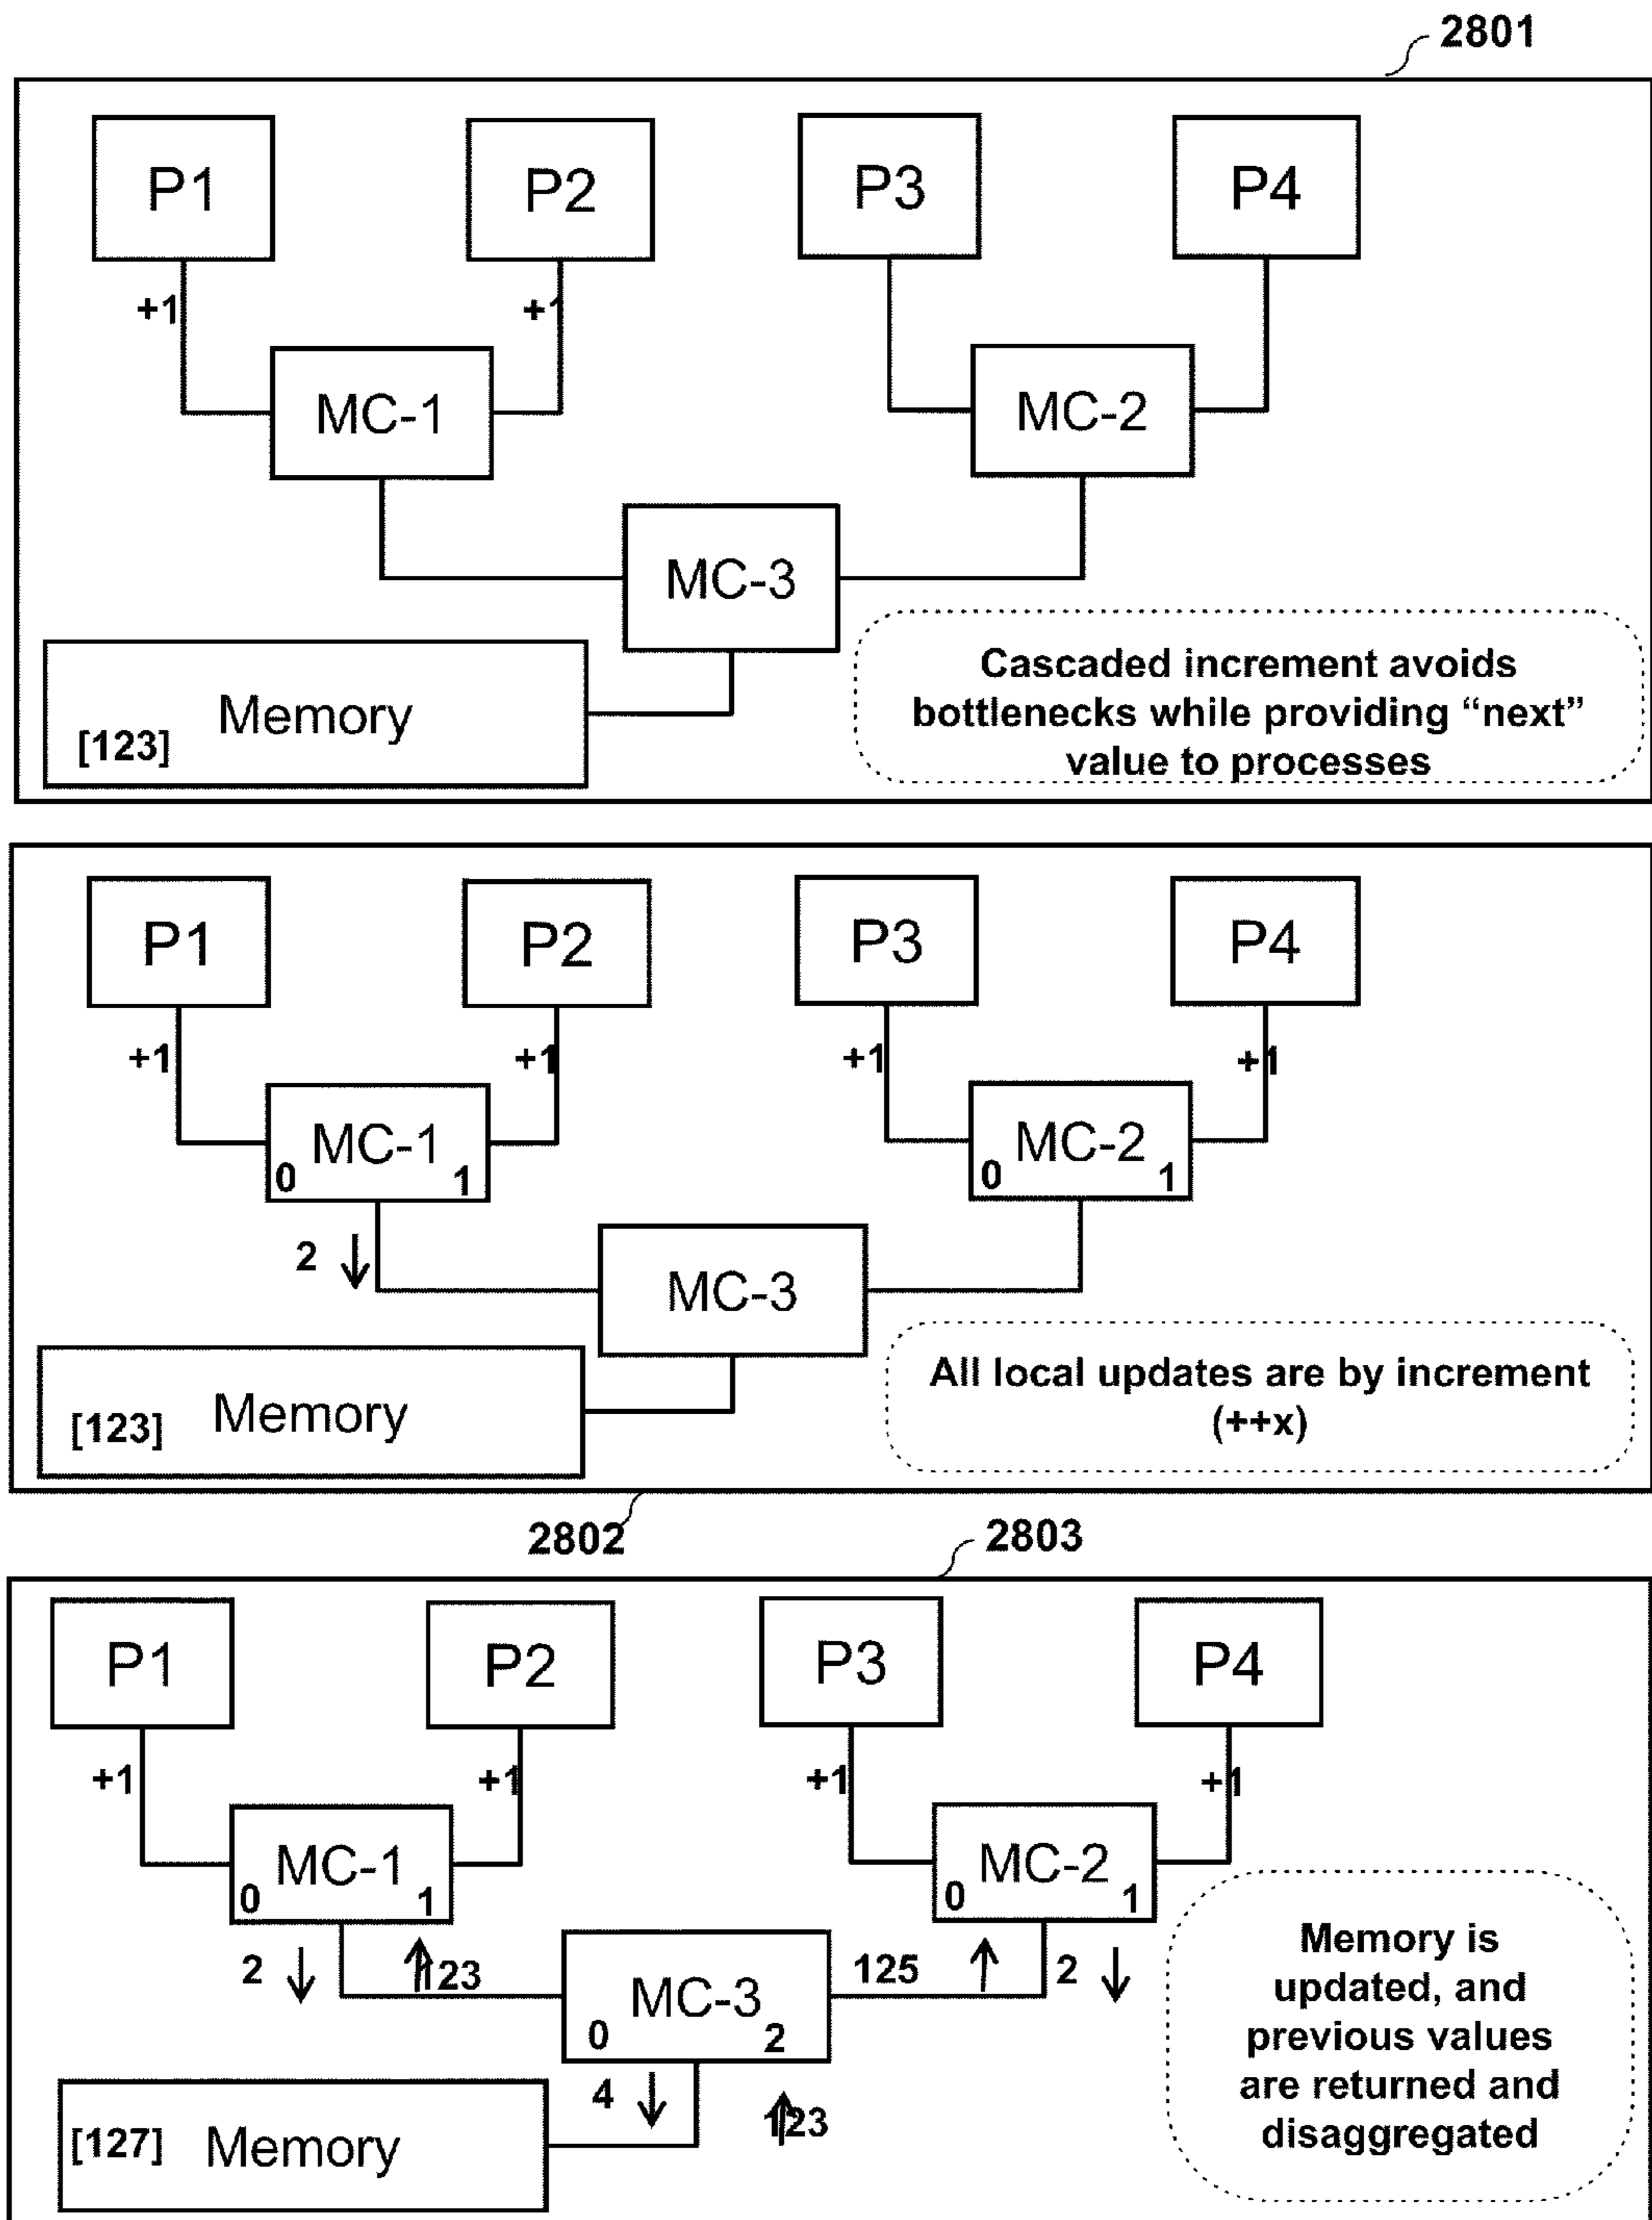 2801
P1
P2
P3
P4
+1
+1
MC-1
MC-2
MC-3
Memory
[123]
Cascaded increment avoids
bottlenecks while providing “next”
value to processes
P1
P2
P3
P4
+1
+1
+1
+1
MC-1
0
1
MC-2
0
1
2
MC-3
Memory
[123]
All local updates are by increment
(++x)
2802
2803
P1
P2
P3
P4
+1
+1
+1
+1
MC-1
0
1
MC-2
0
1
2
123
125
2
MC-3
0
2
4
123
[127]
Memory
Memory is
updated, and
previous values
are returned and
disaggregated